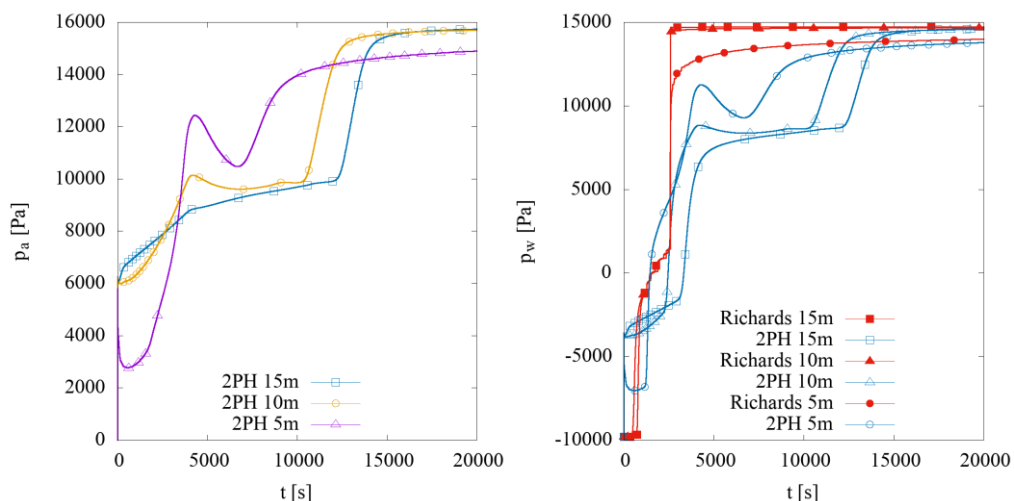 16000
14000
12000
10000
8000
6000
4000
2000
0
p_a [Pa]
2PH 15m
2PH 10m
2PH 5m
0 5000 10000 15000 20000
t [s]
15000
10000
5000
0
-5000
-10000
p_w [Pa]
Richards 15m
2PH 15m
Richards 10m
2PH 10m
Richards 5m
2PH 5m
0 5000 10000 15000 20000
t [s]